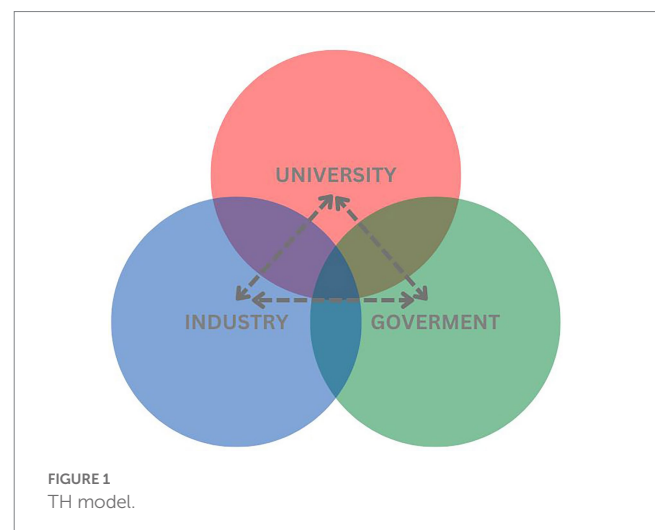 UNIVERSITY
INDUSTRY
GOVERMENT
FIGURE 1
TH model.